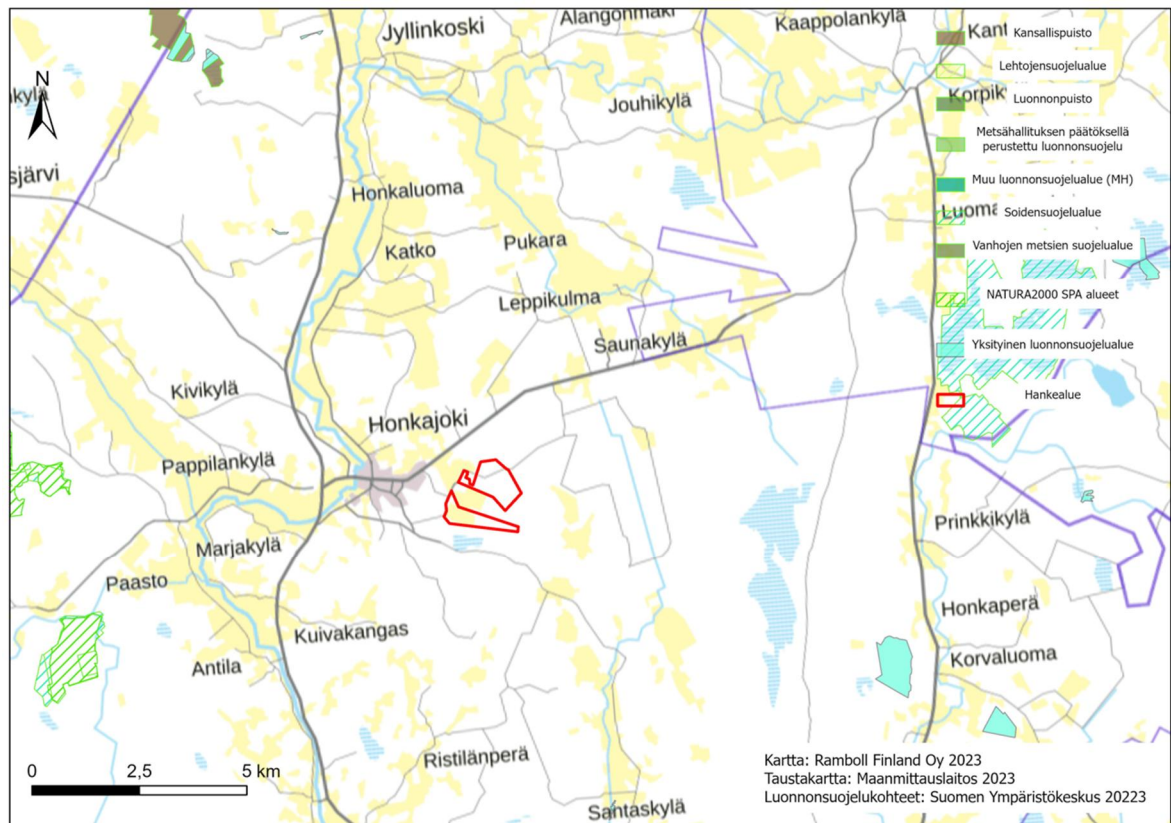 Jyllinkoski
Alangonmäki
Kaappolankylä
Kant
Kansallispuisto
Lehtojensuojelualue
N
Jouhikylä
Korpik
Luonnonpuisto
Metsähallituksen päätöksellä
perustettu luonnonsuojelu
sjärvi
Honkaluoma
Muu luonnonsuojelualue (MH)
Luoma
Soidensuojelualue
Katko
Pukara
Vanhojen metsien suojelualue
Leppikulma
NATURA2000 SPA alueet
Saunakylä
Yksityinen luonnonsuojelualue
Kivikylä
Hankealue
Honkajoki
Pappilankylä
Prinkkikylä
Marjakylä
Paasto
Honkaperä
Kuivakangas
Korvaluoma
Antila
Ristilänperä
0 2,5 5 km
Santaskylä
Kartta: Ramboll Finland Oy 2023
Taustakartta: Maanmittauslaitos 2023
Luonnonsuojelukohteet: Suomen Ympäristökeskus 20223